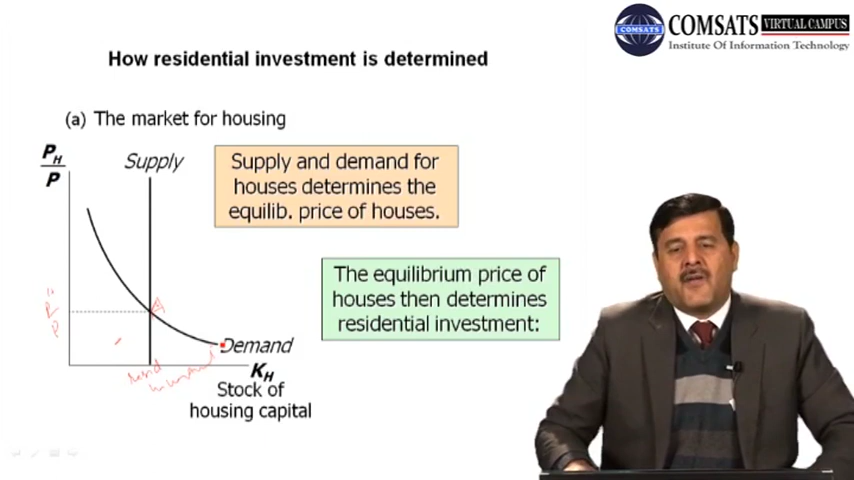 COMSATS VIRTUAL CAMPUS
COMSATS
Institute Of Information Technology
How residential investment is determined
(a) The market for housing
P_H
P
Supply
Supply and demand for
houses determines the
equilib. price of houses.
The equilibrium price of
houses then determines
residential investment:
Demand
K_H
Stock of
housing capital